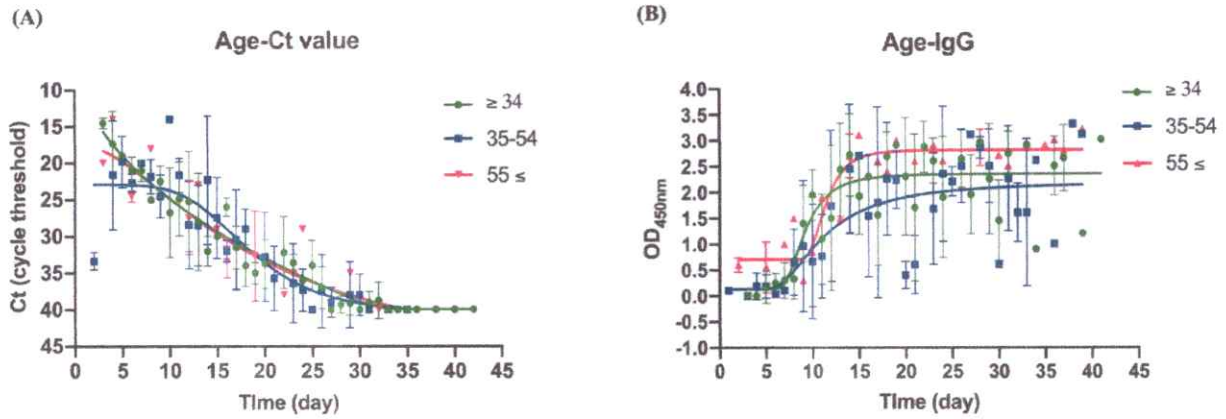 (A)
Age-Ct value
Ct (cycle threshold)
10
15
20
25
30
35
40
45
0 5 10 15 20 25 30 35 40 45
Time (day)
≥ 34
35-54
55 ≤
(B)
Age-IgG
OD450nm
4.0
3.5
3.0
2.5
2.0
1.5
1.0
0.5
0.0
-0.5
-1.0
0 5 10 15 20 25 30 35 40 45
Time (day)
≥ 34
35-54
55 ≤